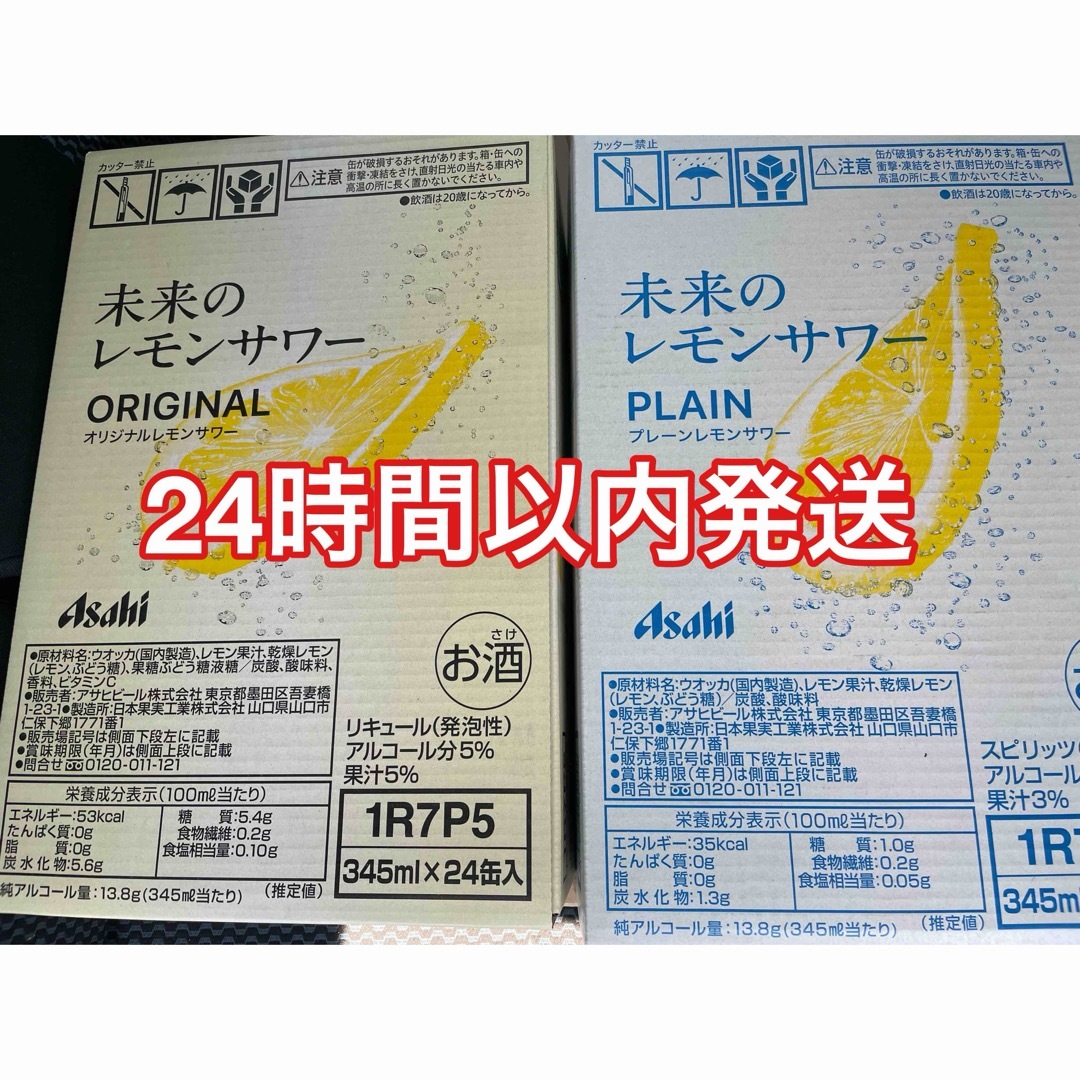 カッター禁止
⚠注意
缶が破損するおそれがあります。箱・缶への
衝撃・凍結をさけ、直射日光の当たる車内や
高温の所に長く置かないでください。
●飲酒は20歳になってから。
未来の
レモンサワー
ORIGINAL
オリジナルレモンサワー
Asahi
●原材料名:ウオッカ(国内製造)、レモン果汁、乾燥レモン
(レモン、ぶどう糖)、果糖ぶどう糖液糖/炭酸、酸味料、
香料、ビタミンC
●販売者:アサヒビール株式会社 東京都墨田区吾妻橋
1-23-1●製造所:日本果実工業株式会社 山口県山口市
仁保下郷1771番1
●販売場記号は側面下段左に記載
●賞味期限(年月)は側面上段に記載
●問合せ 0120-011-121
さけ
お酒
リキュール(発泡性)
アルコール分5%
果汁5%
栄養成分表示(100㎖当たり)
エネルギー:53kcal
たんぱく質:0g
脂 質:0g
炭水化物:5.6g
糖 質:5.4g
食物繊維:0.2g
食塩相当量:0.10g
純アルコール量:13.8g(345㎖当たり) (推定値)
1R7P5
345ml×24缶入
カッター禁止
⚠注意
缶が破損するおそれがあります。箱・缶への
衝撃・凍結をさけ、直射日光の当たる車内や
高温の所に長く置かないでください。
●飲酒は20歳になってから。
未来の
レモンサワー
PLAIN
プレーンレモンサワー
Asahi
●原材料名:ウオッカ(国内製造)、レモン果汁、乾燥レモン
(レモン、ぶどう糖)/炭酸、酸味料
●販売者:アサヒビール株式会社 東京都墨田区吾妻橋
1-23-1●製造所:日本果実工業株式会社 山口県山口市
仁保下郷1771番1
●販売場記号は側面下段左に記載
●賞味期限(年月)は側面上段に記載
●問合せ 0120-011-121
スピリッツ
アルコール
果汁3%
栄養成分表示(100㎖当たり)
エネルギー:35kcal
たんぱく質:0g
脂 質:0g
炭水化物:1.3g
糖 質:1.0g
食物繊維:0.2g
食塩相当量:0.05g
純アルコール量:13.8g(345㎖当たり) (推定値)
345m
24時間以内発送